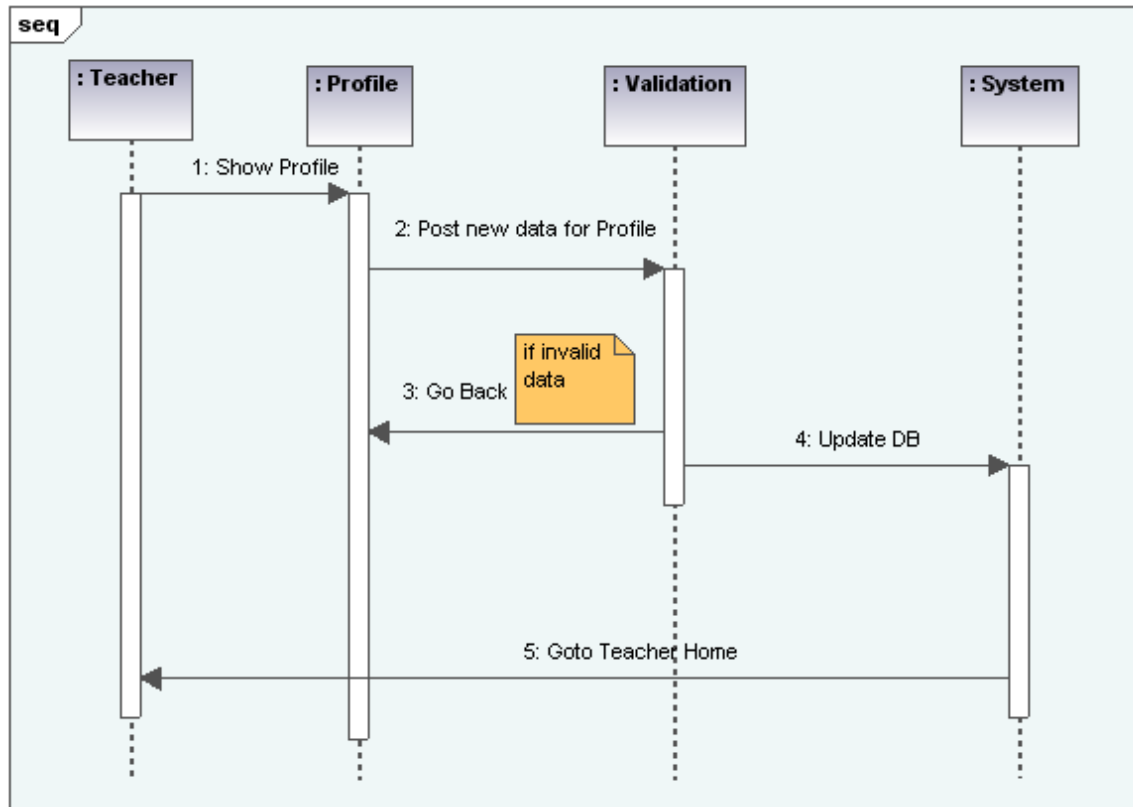 seq
: Teacher
: Profile
: Validation
: System
1: Show Profile
2: Post new data for Profile
if invalid
data
3: Go Back
4: Update DB
5: Goto Teacher Home